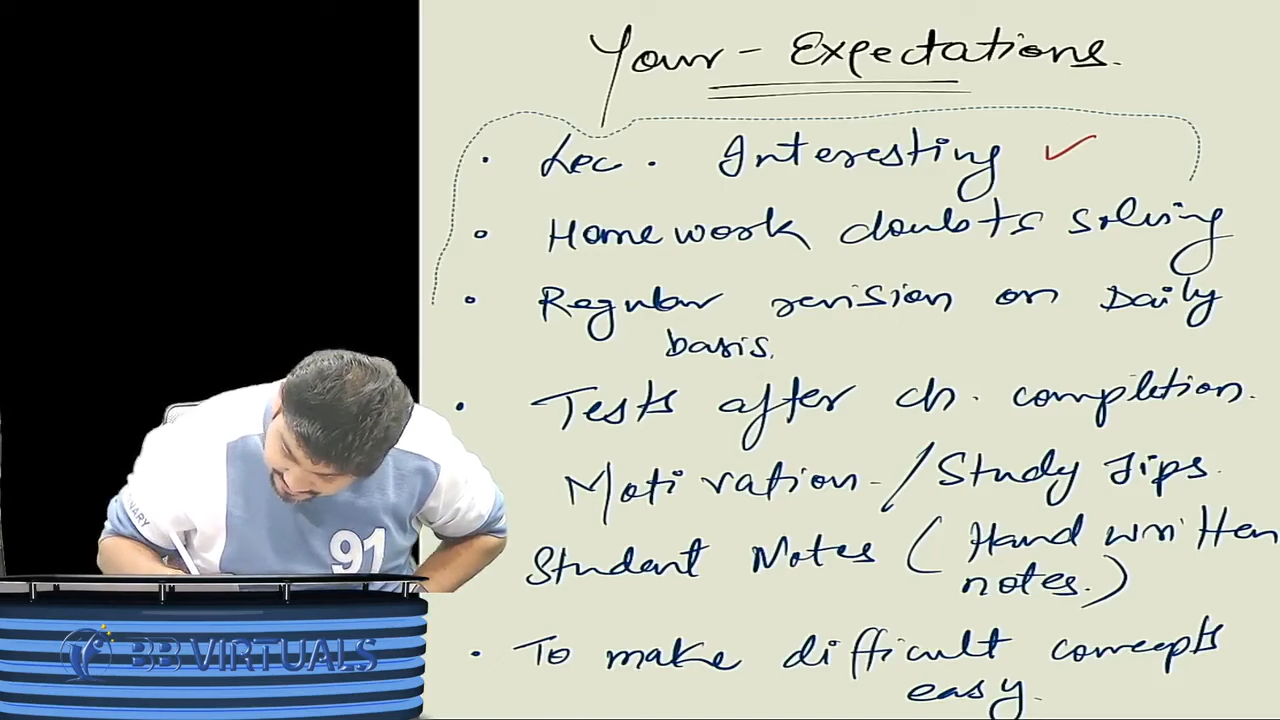 Your - Expectations.
• Lec. Interesting ✓
• Homework doubts solving
• Regular revision on Daily
basis.
• Tests after ch. completion.
Motivation - / Study Tips.
Student Notes ( Hand written
notes.)
• To make difficult concepts
easy.
NARY
91
BB VIRTUALS